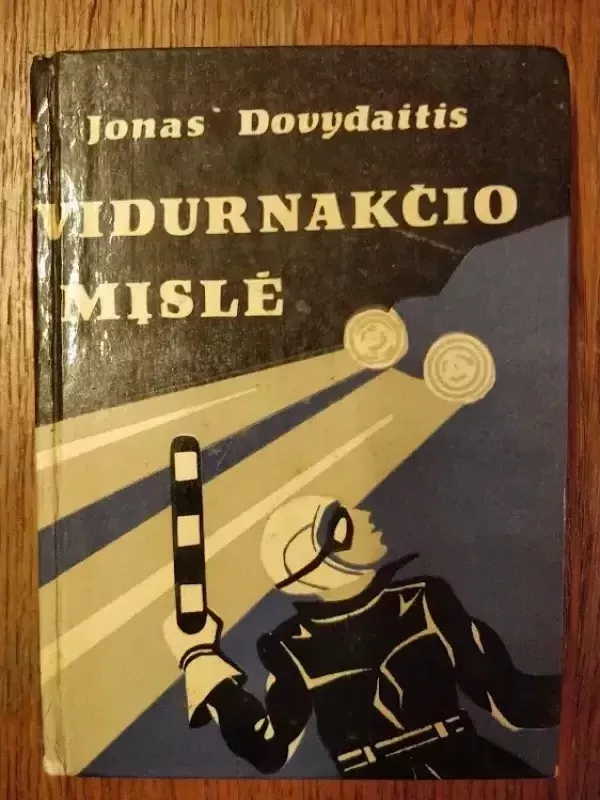 Jonas Dovydaitis
VIDURNAKČIO
MĮSLĖ